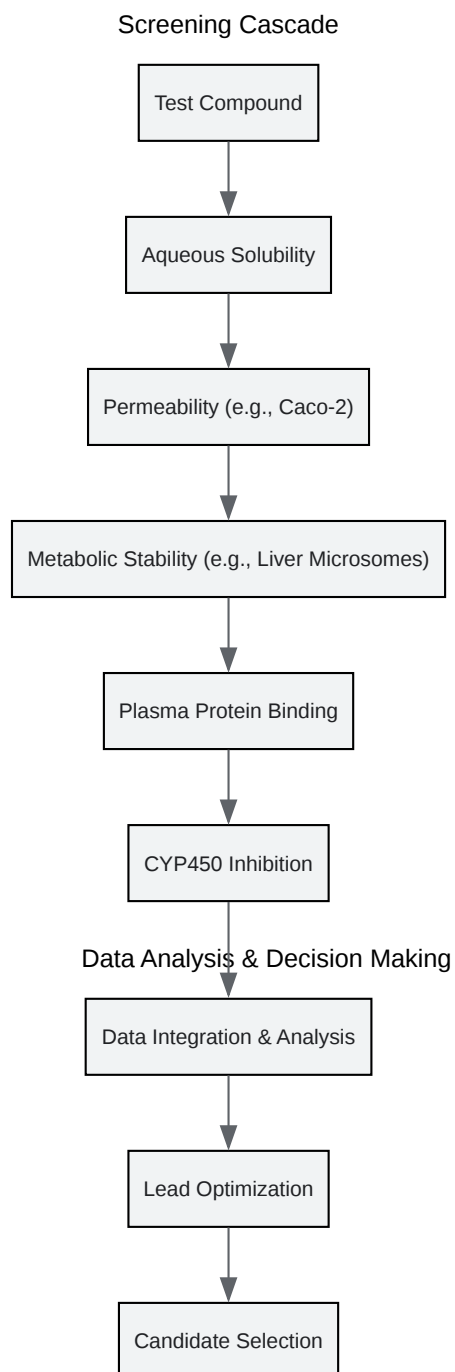 Screening Cascade
Test Compound
Aqueous Solubility
Permeability (e.g., Caco-2)
Metabolic Stability (e.g., Liver Microsomes)
Plasma Protein Binding
CYP450 Inhibition
Data Analysis & Decision Making
Data Integration & Analysis
Lead Optimization
Candidate Selection